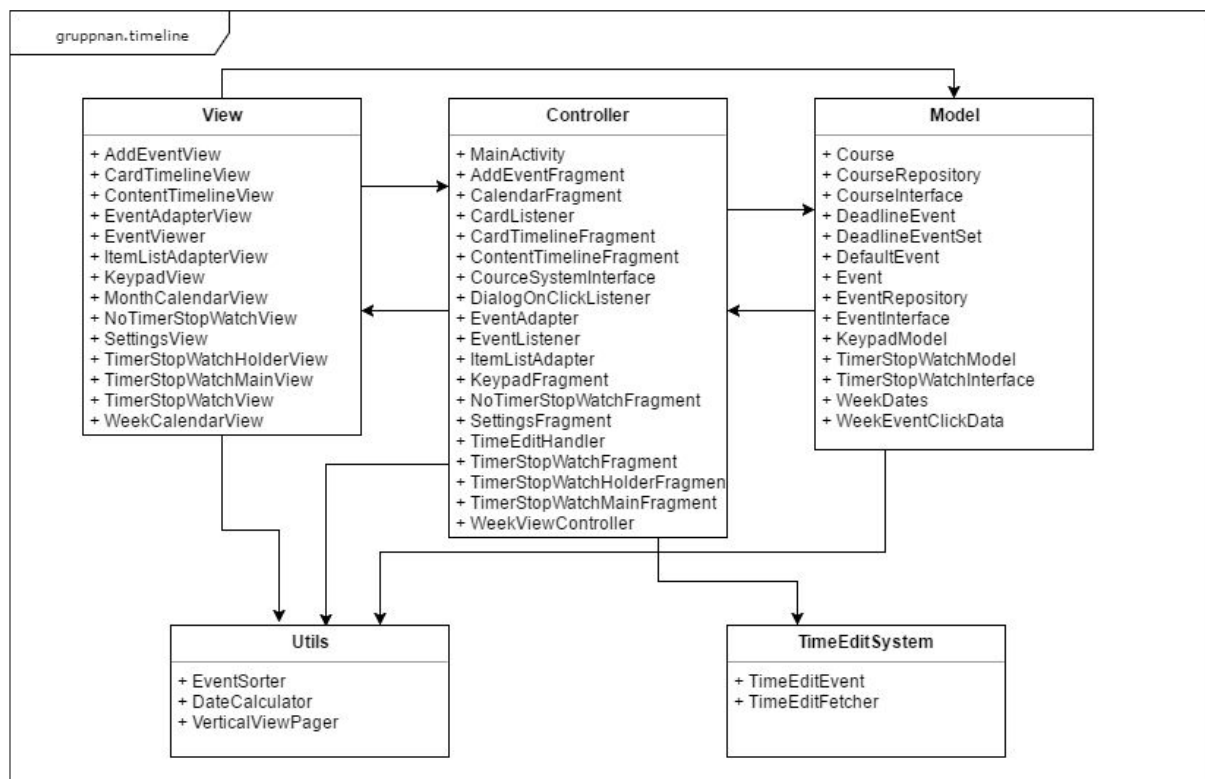 gruppnan.timeline
View
+ AddEventView
+ CardTimelineView
+ ContentTimelineView
+ EventAdapterView
+ EventViewer
+ ItemListAdapterView
+ KeypadView
+ MonthCalendarView
+ NoTimerStopWatchView
+ SettingsView
+ TimerStopWatchHolderView
+ TimerStopWatchMainView
+ TimerStopWatchView
+ WeekCalendarView
Controller
+ MainActivity
+ AddEventFragment
+ CalendarFragment
+ CardListener
+ CardTimelineFragment
+ ContentTimelineFragment
+ CourceSystemInterface
+ DialogOnClickListener
+ EventAdapter
+ EventListener
+ ItemListAdapter
+ KeypadFragment
+ NoTimerStopWatchFragment
+ SettingsFragment
+ TimeEditHandler
+ TimerStopWatchFragment
+ TimerStopWatchHolderFragmen
+ TimerStopWatchMainFragment
+ WeekViewController
Model
+ Course
+ CourseRepository
+ CourseInterface
+ DeadlineEvent
+ DeadlineEventSet
+ DefaultEvent
+ Event
+ EventRepository
+ EventInterface
+ KeypadModel
+ TimerStopWatchModel
+ TimerStopWatchInterface
+ WeekDates
+ WeekEventClickData
Utils
+ EventSorter
+ DateCalculator
+ VerticalViewPager
TimeEditSystem
+ TimeEditEvent
+ TimeEditFetcher